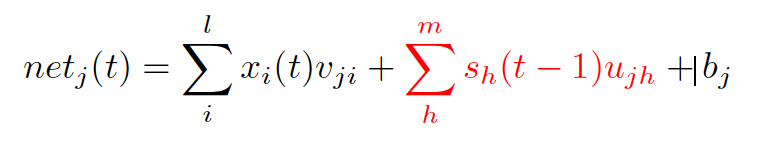 $net_j(t) = \sum_{i}^{l} x_i(t)v_{ji} + \sum_{h}^{m} s_h(t-1)u_{jh} + b_j$